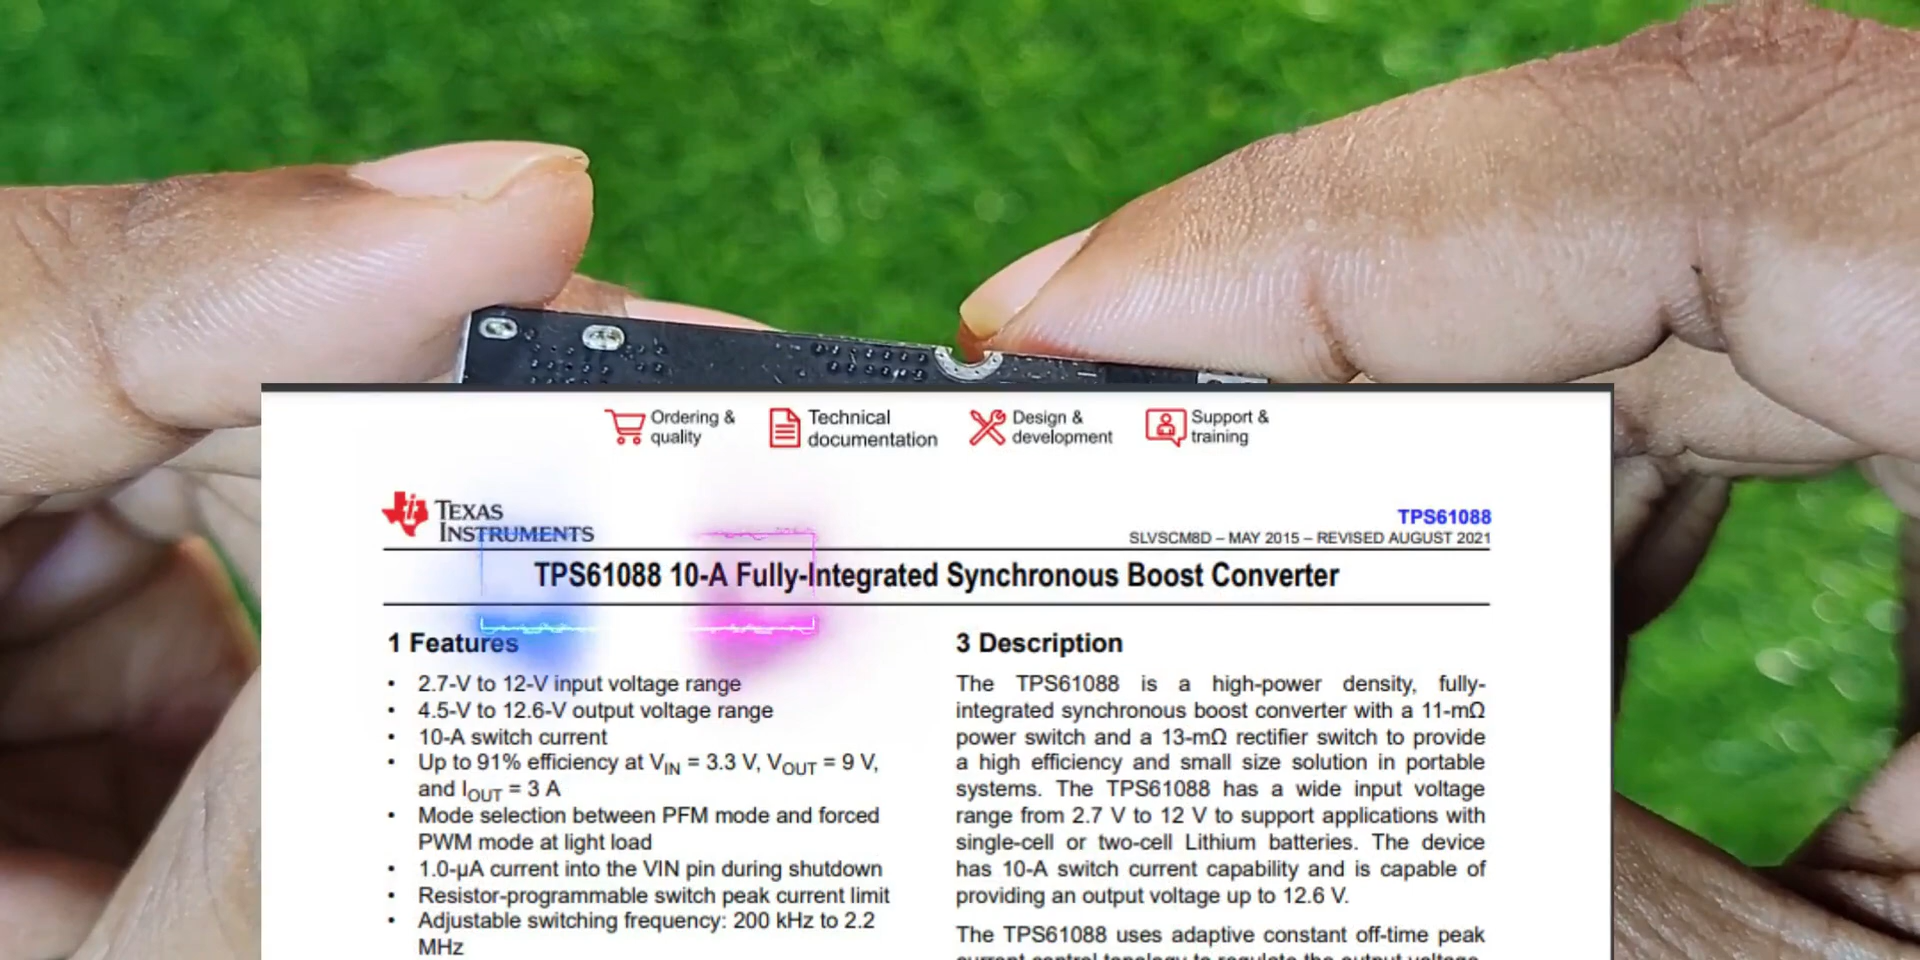 Ordering &
quality
Technical
documentation
Design &
development
Support &
training
TEXAS
INSTRUMENTS
TPS61088
SLVSCM8D – MAY 2015 – REVISED AUGUST 2021
TPS61088 10-A Fully-Integrated Synchronous Boost Converter
1 Features
• 2.7-V to 12-V input voltage range
• 4.5-V to 12.6-V output voltage range
• 10-A switch current
• Up to 91% efficiency at VIN = 3.3 V, VOUT = 9 V,
and IOUT = 3 A
• Mode selection between PFM mode and forced
PWM mode at light load
• 1.0-µA current into the VIN pin during shutdown
• Resistor-programmable switch peak current limit
• Adjustable switching frequency: 200 kHz to 2.2
MHz
3 Description
The TPS61088 is a high-power density, fully-
integrated synchronous boost converter with a 11-mΩ
power switch and a 13-mΩ rectifier switch to provide
a high efficiency and small size solution in portable
systems. The TPS61088 has a wide input voltage
range from 2.7 V to 12 V to support applications with
single-cell or two-cell Lithium batteries. The device
has 10-A switch current capability and is capable of
providing an output voltage up to 12.6 V.
The TPS61088 uses adaptive constant off-time peak
current control topology to regulate the output voltage.